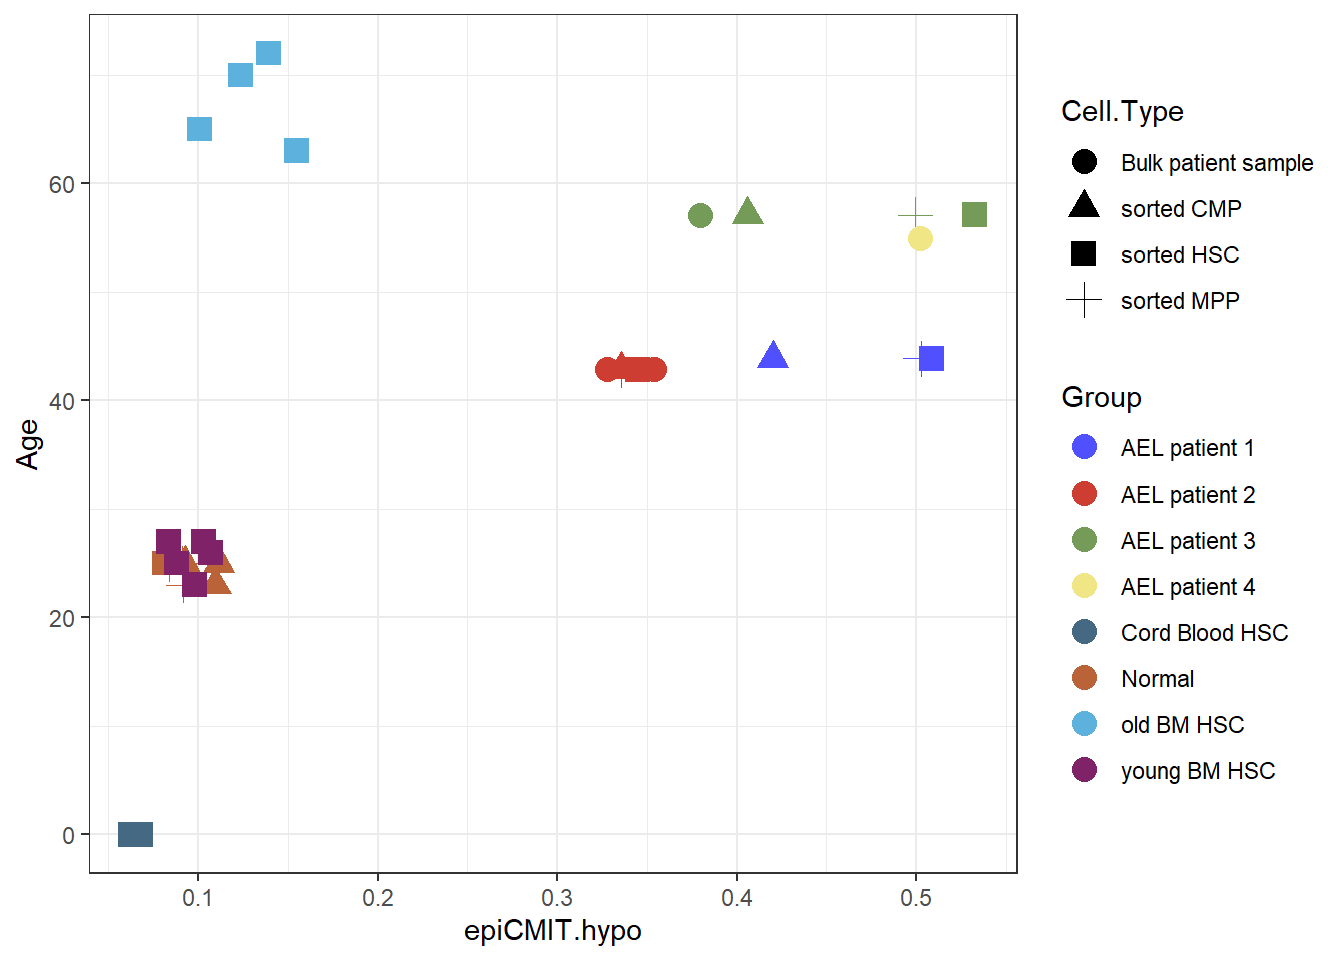 60
40
20
0
Age
0.1
0.2
0.3
0.4
0.5
epiCMIT.hypo
Cell.Type
Bulk patient sample
sorted CMP
sorted HSC
sorted MPP
Group
AEL patient 1
AEL patient 2
AEL patient 3
AEL patient 4
Cord Blood HSC
Normal
old BM HSC
young BM HSC